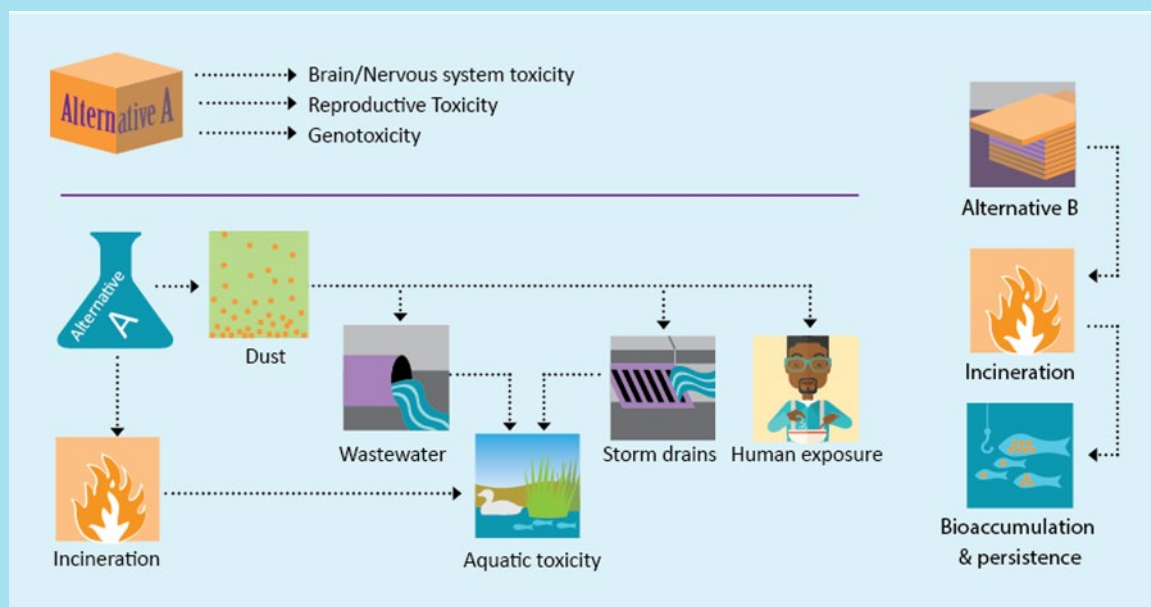 Alternative A
Brain/Nervous system toxicity
Reproductive Toxicity
Genotoxicity
Alternative B
Alternative
A
Dust
Incineration
Wastewater
Storm drains
Human exposure
Incineration
Aquatic toxicity
Bioaccumulation
& persistence